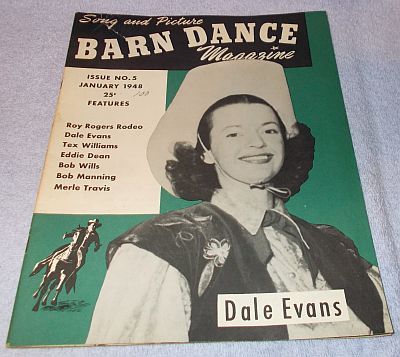 Song and Picture
BARN DANCE
Magazine
ISSUE NO. 5
JANUARY 1948
25¢
FEATURES
Roy Rogers Rodeo
Dale Evans
Tex Williams
Eddie Dean
Bob Wills
Bob Manning
Merle Travis
Dale Evans